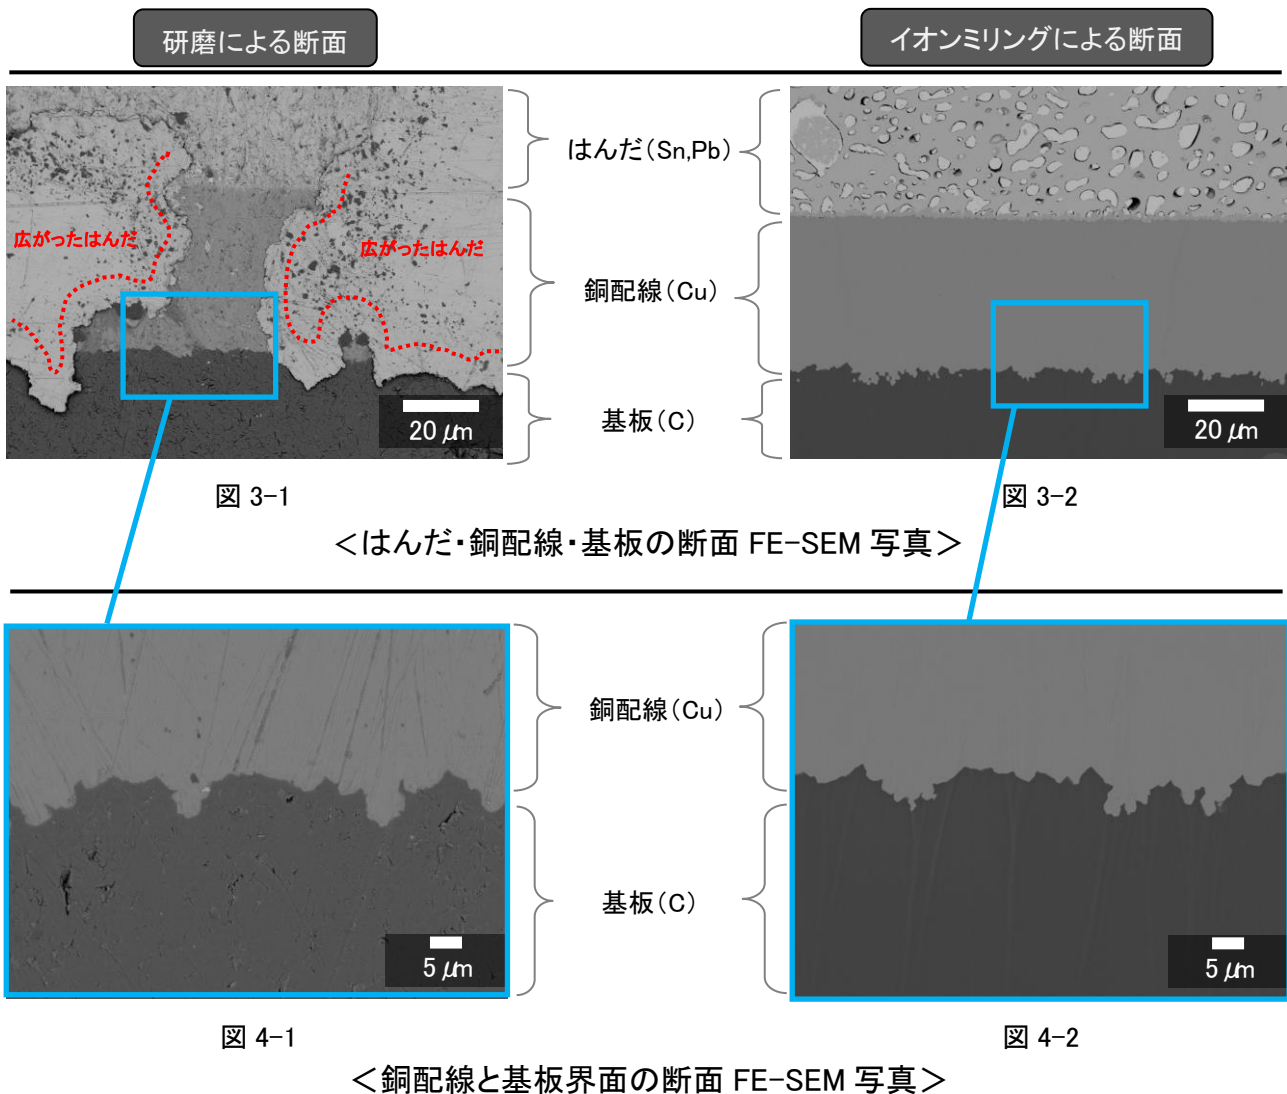 研磨による断面
イオンミリングによる断面
はんだ(Sn,Pb)
広がったはんだ
広がったはんだ
銅配線(Cu)
基板(C)
20 μm
20 μm
図 3-1
図 3-2
<はんだ・銅配線・基板の断面 FE-SEM 写真>
銅配線(Cu)
基板(C)
5 μm
5 μm
図 4-1
図 4-2
<銅配線と基板界面の断面 FE-SEM 写真>